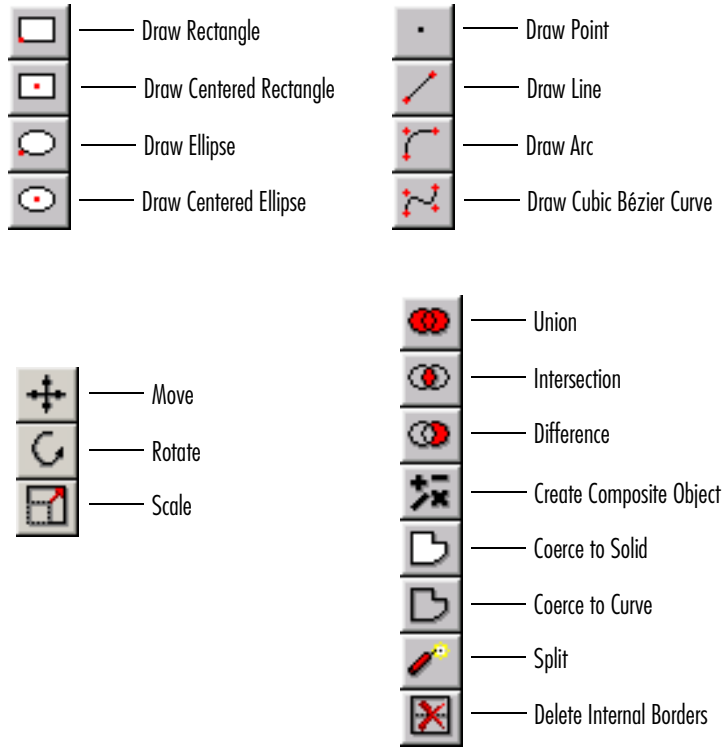 Draw Rectangle
Draw Centered Rectangle
Draw Ellipse
Draw Centered Ellipse
Draw Point
Draw Line
Draw Arc
Draw Cubic Bézier Curve
Move
Rotate
Scale
Union
Intersection
Difference
Create Composite Object
Coerce to Solid
Coerce to Curve
Split
Delete Internal Borders